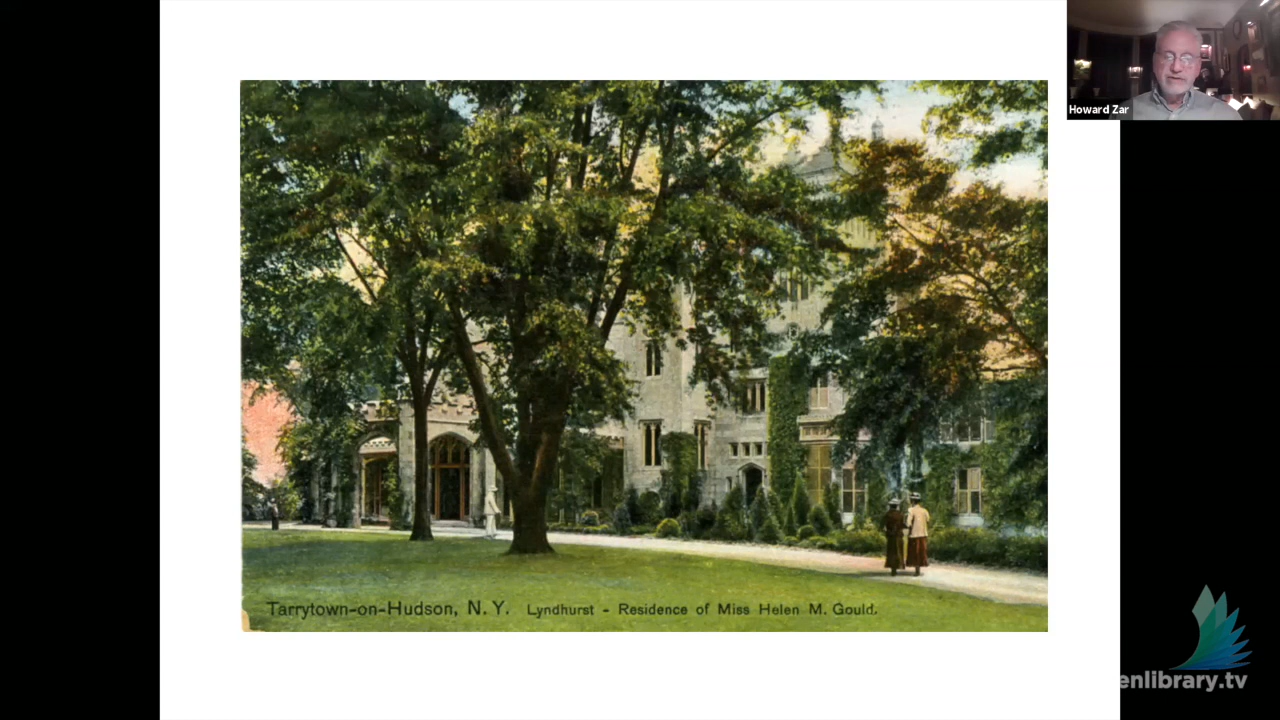 Howard Zar
Tarrytown-on-Hudson, N. Y. Lyndhurst - Residence of Miss Helen M. Gould.
enlibrary.tv